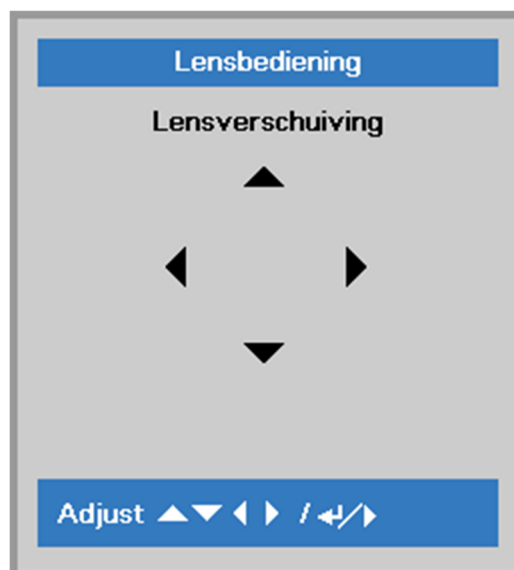 Lensbediening
Lensverschuiving
Adjust ▲▼◀ ▶ / ↵/▶